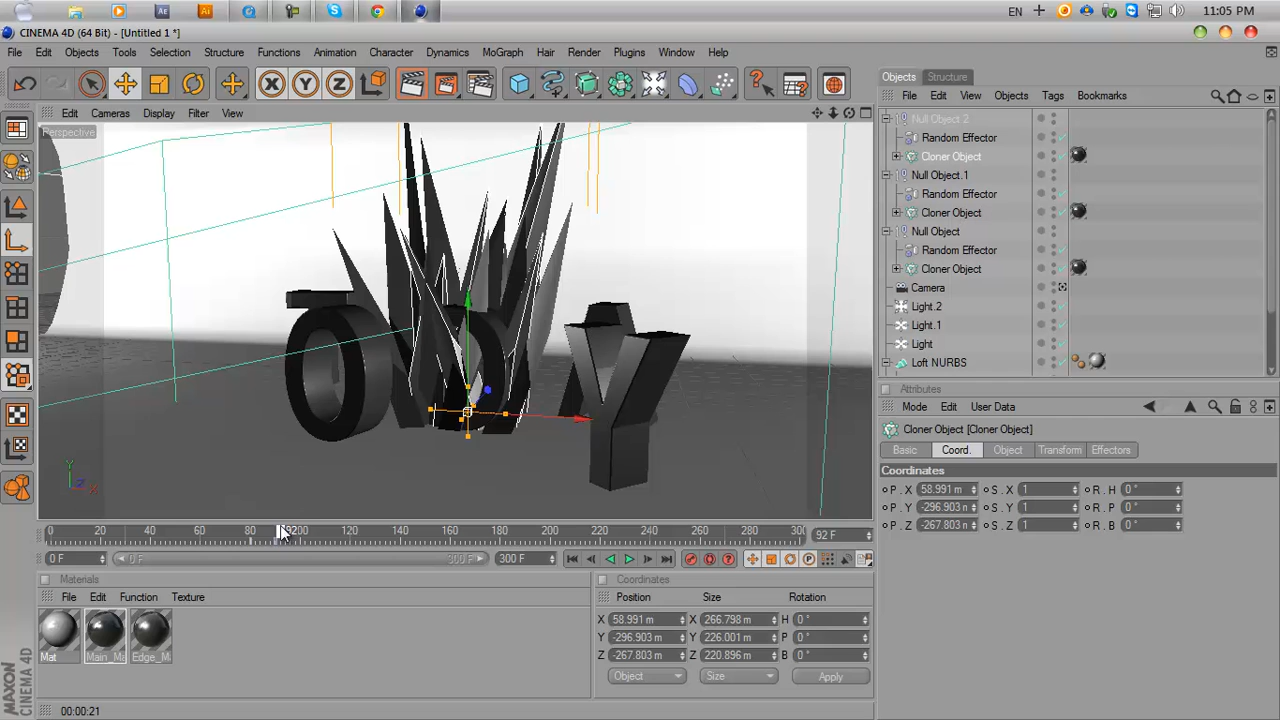 EN
11:05 PM
CINEMA 4D (64 Bit) - [Untitled 1 *]
File Edit Objects Tools Selection Structure Functions Animation Character Dynamics MoGraph Hair Render Plugins Window Help
Edit Cameras Display Filter View
Perspective
Objects Structure
File Edit View Objects Tags Bookmarks
Null Object 2
Random Effector
Cloner Object
Null Object.1
Random Effector
Cloner Object
Null Object
Random Effector
Cloner Object
Camera
Light.2
Light.1
Light
Loft NURBS
Attributes
Mode Edit User Data
Cloner Object [Cloner Object]
Basic Coord. Object Transform Effectors
Coordinates
P . X 58.991 m S . X 1 R . H 0 °
P . Y -296.903 m S . Y 1 R . P 0 °
P . Z -267.803 m S . Z 1 R . B 0 °
0 20 40 60 80 120 140 160 180 200 220 240 260 280 300
92 F
0 F 0 F 300 F 300 F
Materials
File Edit Function Texture
Mat Main_Ma Edge_M
Coordinates
Position Size Rotation
X 58.991 m X 266.798 m H 0 °
Y -296.903 m Y 226.001 m P 0 °
Z -267.803 m Z 220.896 m B 0 °
Object Size Apply
MAXON
CINEMA 4D
00:00:21